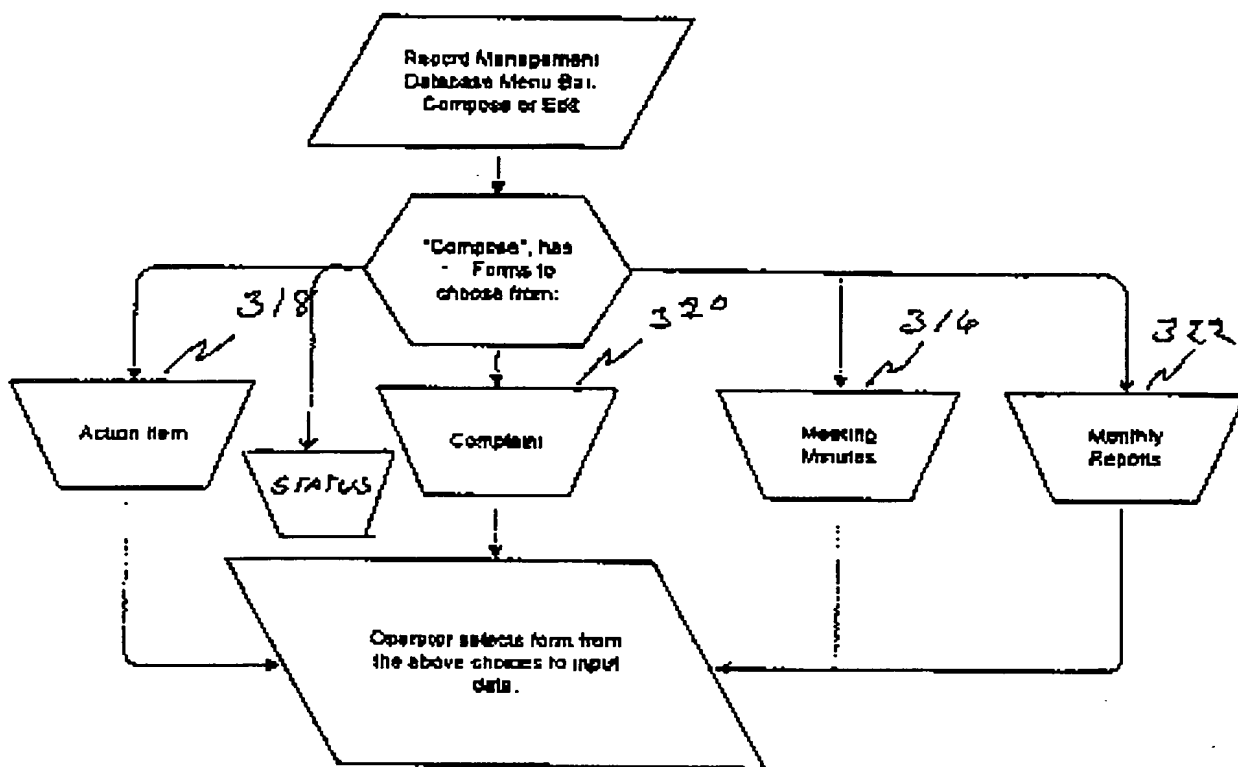 Record Management
Database Menu Bar.
Compose or Edit
"Compose", has
Forms to
choose from:
318
320
316
322
Action Item
STATUS
Complaint
Meeting
Minutes.
Monthly
Reports
Operator selects form from
the above choices to input
data.